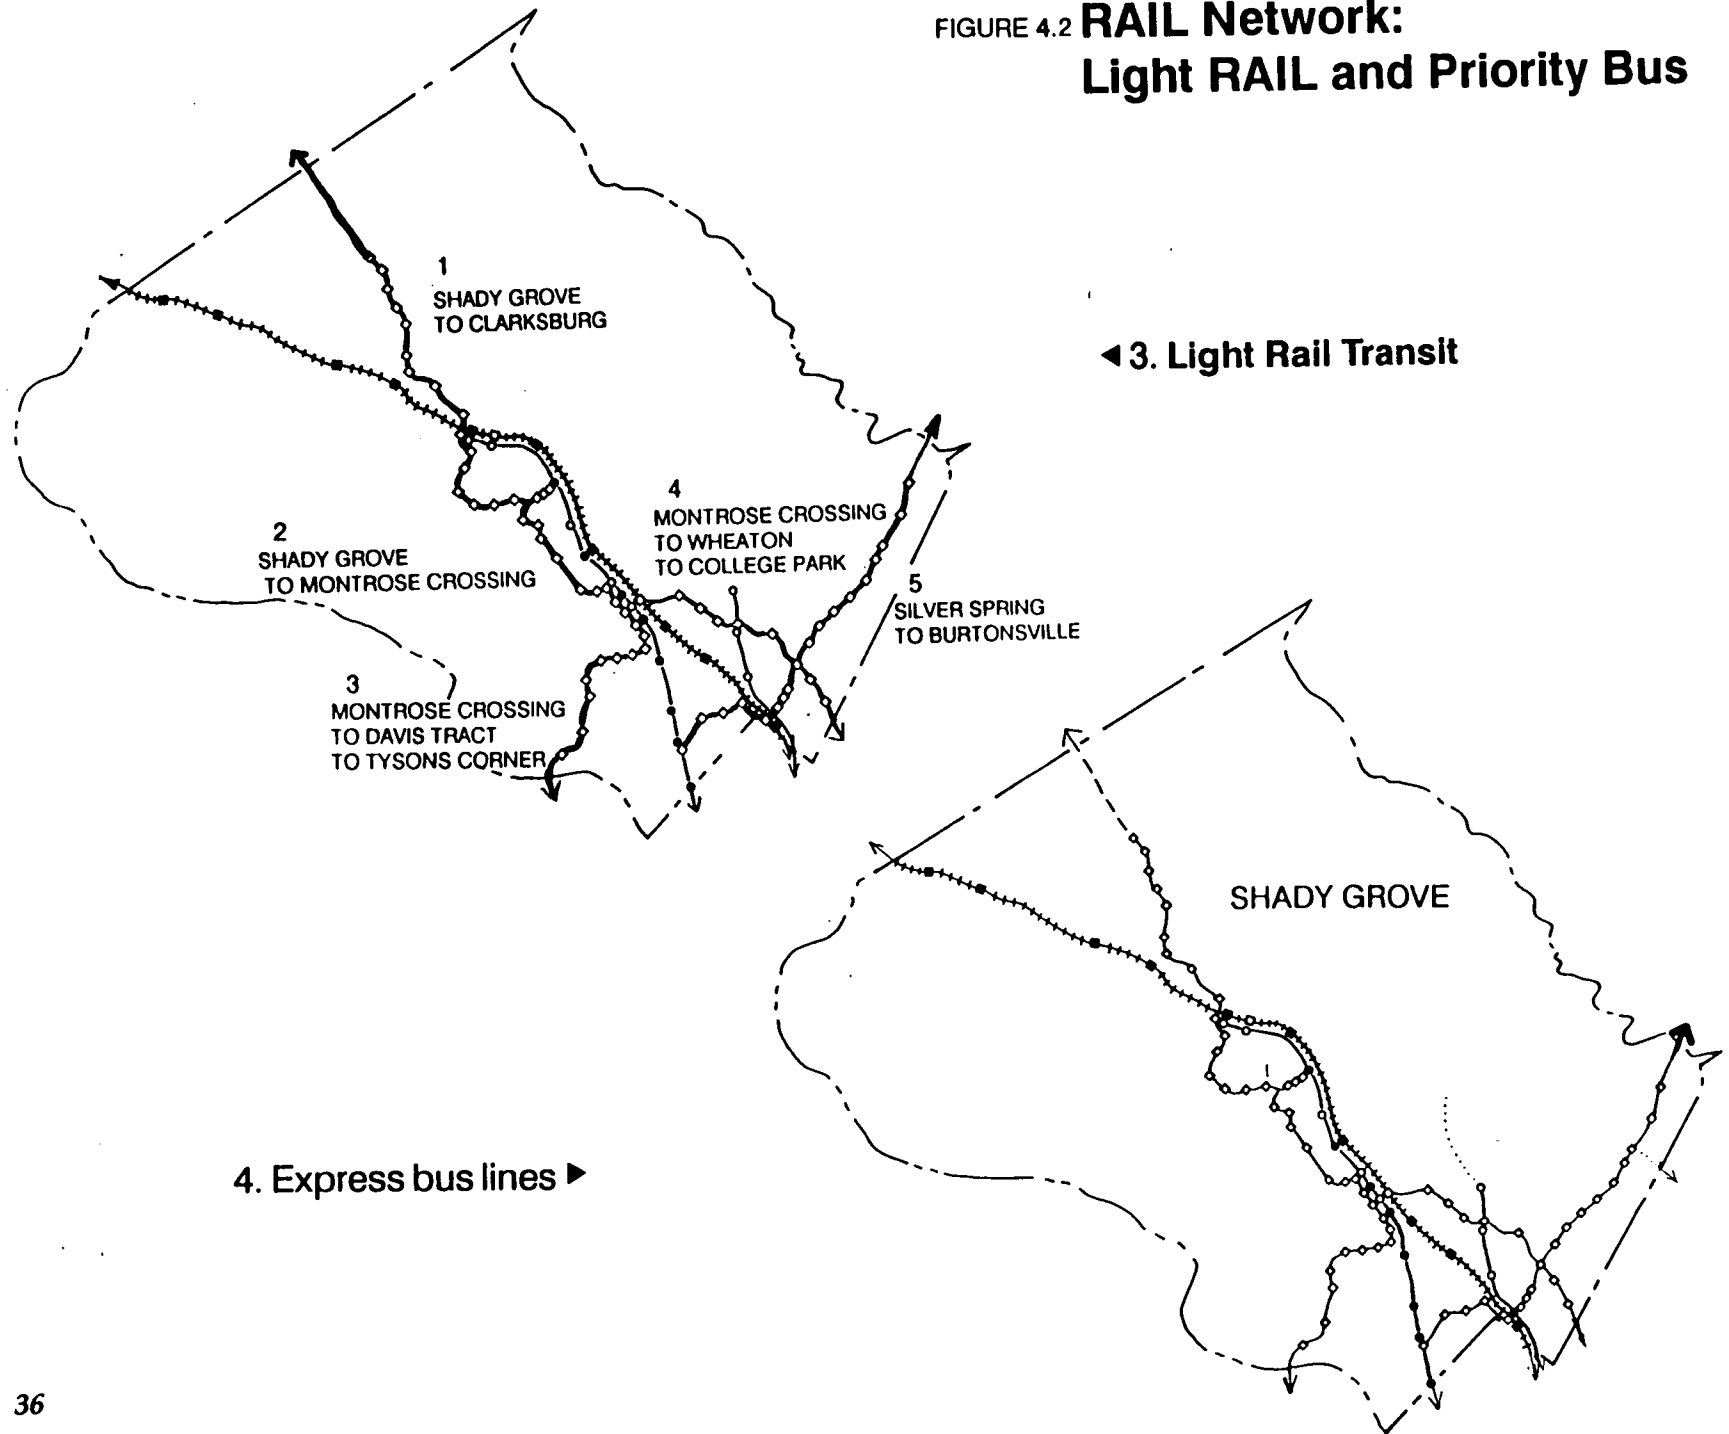 FIGURE 4.2 RAIL Network:
Light RAIL and Priority Bus
1
SHADY GROVE
TO CLARKSBURG
◀ 3. Light Rail Transit
4
MONTROSE CROSSING
TO WHEATON
TO COLLEGE PARK
2
SHADY GROVE
TO MONTROSE CROSSING
5
SILVER SPRING
TO BURTONSVILLE
3
MONTROSE CROSSING
TO DAVIS TRACT
TO TYSONS CORNER
SHADY GROVE
4. Express bus lines ▶
36